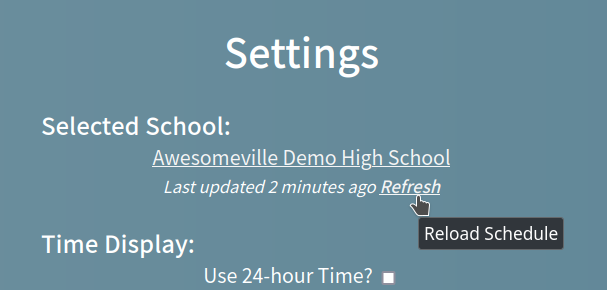 Settings
Selected School:
Awesomeville Demo High School
Last updated 2 minutes ago Refresh
Reload Schedule
Time Display:
Use 24-hour Time?